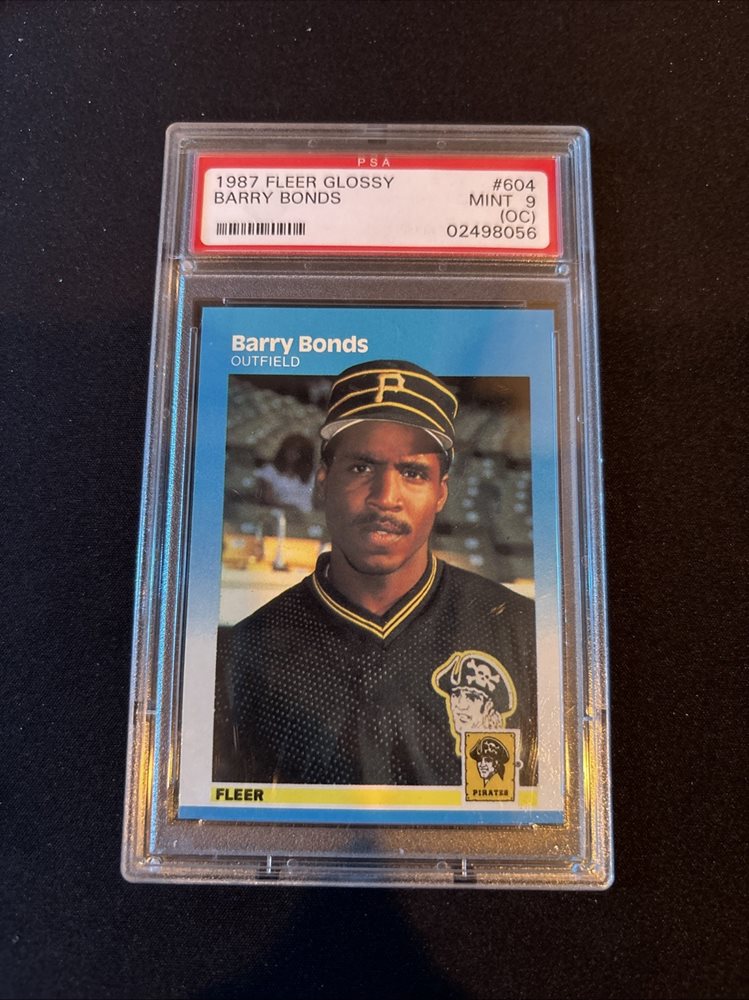 PSA
1987 FLEER GLOSSY #604
BARRY BONDS MINT 9
(OC)
02498056
Barry Bonds
OUTFIELD
P
FLEER
PIRATES